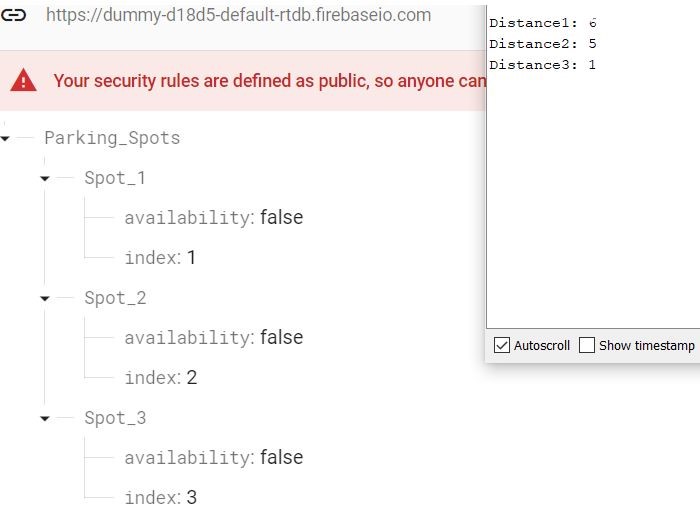 https://dummy-d18d5-default-rtdb.firebaseio.com
Your security rules are defined as public, so anyone can
Parking_Spots
Spot_1
availability: false
index: 1
Spot_2
availability: false
index: 2
Spot_3
availability: false
index: 3
Distance1: 6
Distance2: 5
Distance3: 1
Autoscroll Show timestamp